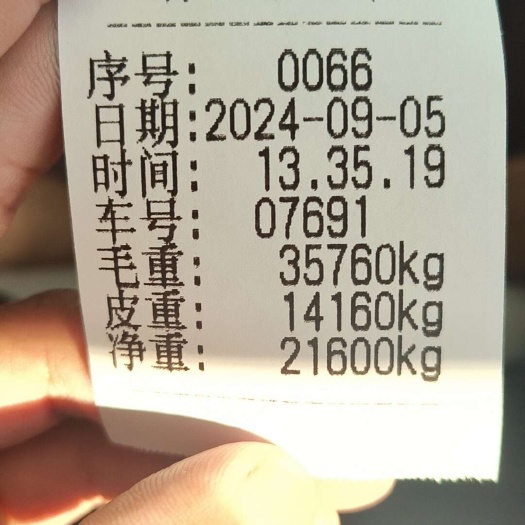 序号: 0066
日期:2024-09-05
时间: 13.35.19
车号: 07691
毛重: 35760kg
皮重: 14160kg
净重: 21600kg